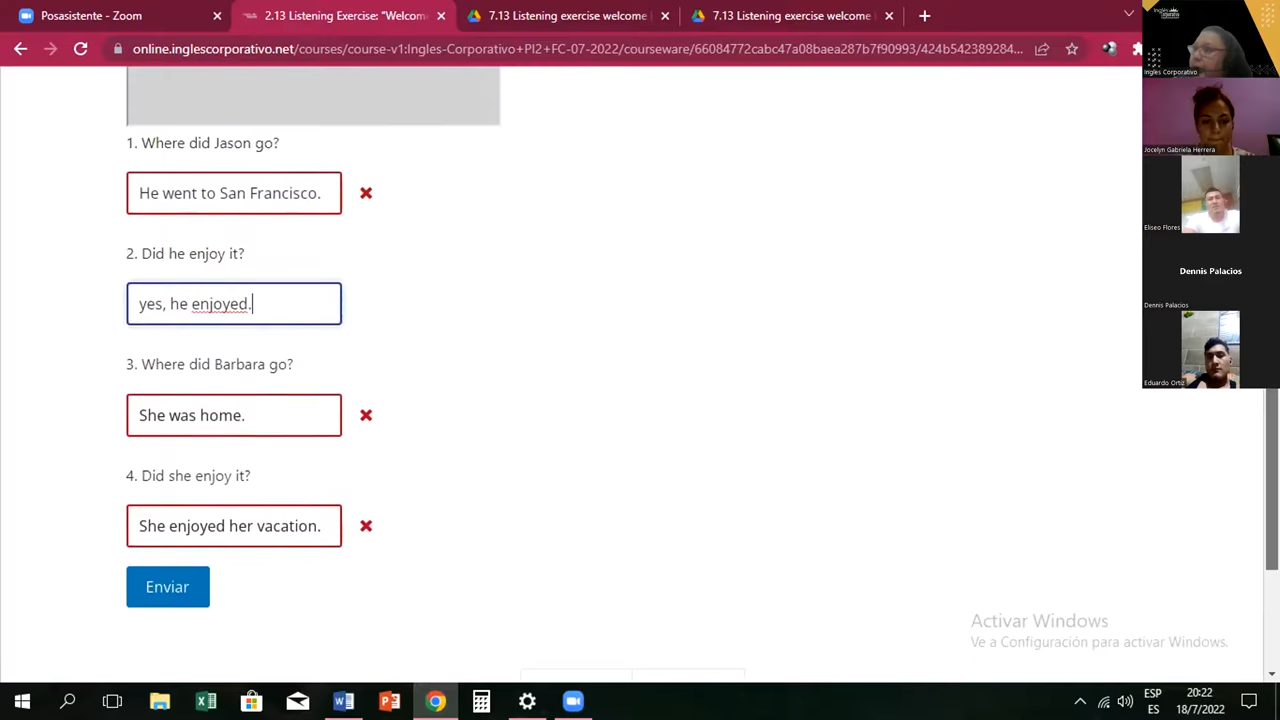 Posasistente - Zoom
2.13 Listening Exercise: “Welcom
7.13 Listening exercise welcome
7.13 Listening exercise welcome
online.inglescorporativo.net/courses/course-v1:Ingles-Corporativo+PI2+FC-07-2022/courseware/66084772cabc47a08baea287b7f90993/424b542389284...
Ingles Corporativo
Jocelyn Gabriela Herrera
Eliseo Flores
Dennis Palacios
Dennis Palacios
Eduardo Ortiz
1. Where did Jason go?
He went to San Francisco.
2. Did he enjoy it?
yes, he enjoyed.
3. Where did Barbara go?
She was home.
4. Did she enjoy it?
She enjoyed her vacation.
Enviar
Activar Windows
Ve a Configuración para activar Windows.
ESP
ES
20:22
18/7/2022